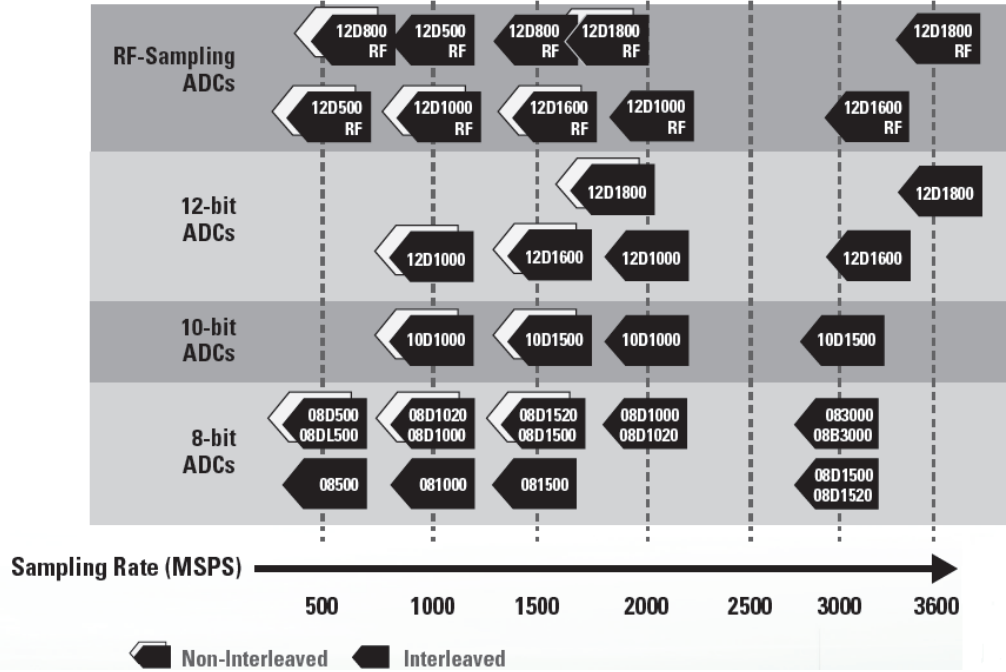 RF-Sampling
ADCs
12D800
RF
12D500
RF
12D800
RF
12D1800
RF
12D1800
RF
12D500
RF
12D1000
RF
12D1600
RF
12D1000
RF
12D1600
RF
12-bit
ADCs
12D1800
12D1800
12D1000
12D1600
12D1000
12D1600
10-bit
ADCs
10D1000
10D1500
10D1000
10D1500
8-bit
ADCs
08D500
08DL500
08D1020
08D1000
08D1520
08D1500
08D1000
08D1020
083000
08B3000
08500
081000
081500
08D1500
08D1520
Sampling Rate (MSPS)
500 1000 1500 2000 2500 3000 3600
Non-Interleaved Interleaved